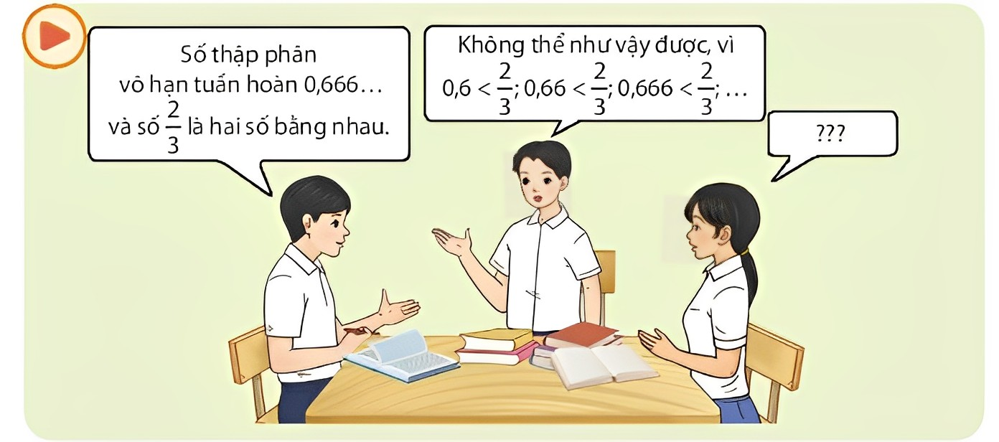 Số thập phân
vô hạn tuần hoàn 0,666...
và số 2/3 là hai số bằng nhau.
Không thể như vậy được, vì
0,6 < 2/3; 0,66 < 2/3; 0,666 < 2/3; ...
???